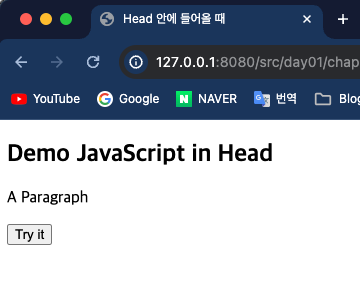 Head 안에 들어올 때
127.0.0.1:8080/src/day01/chap
YouTube Google NAVER 번역 Blog
Demo JavaScript in Head
A Paragraph
Try it